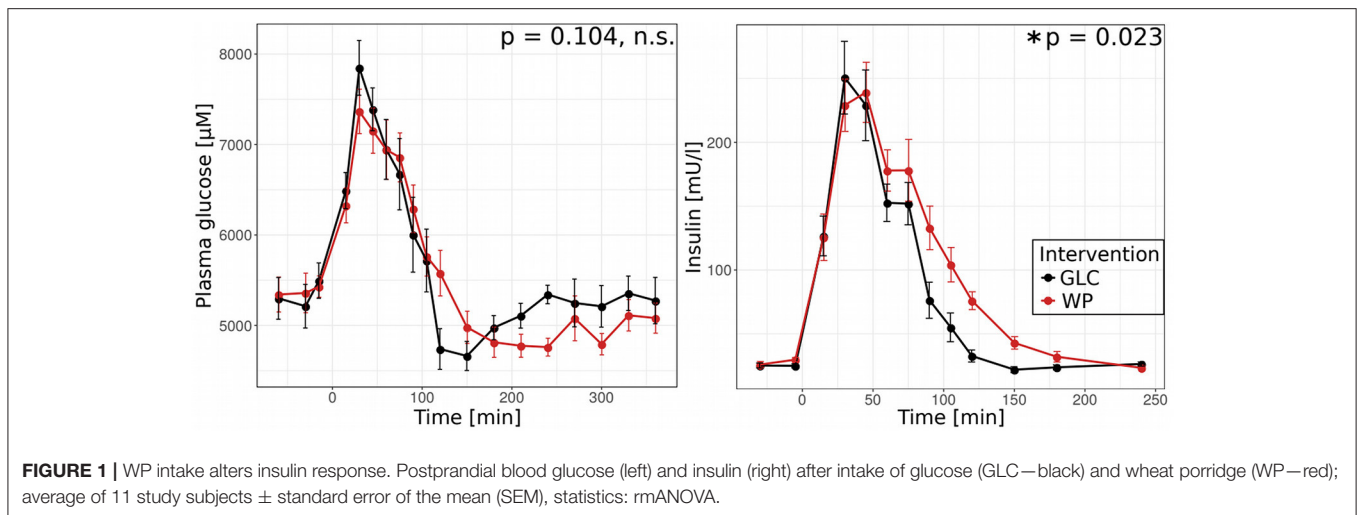 p = 0.104, n.s.
8000
7000
6000
5000
Plasma glucose [µM]
0
100
200
300
Time [min]
*p = 0.023
200
100
Insulin [mU/l]
Intervention
GLC
WP
0
50
100
150
200
250
Time [min]
FIGURE 1 | WP intake alters insulin response. Postprandial blood glucose (left) and insulin (right) after intake of glucose (GLC—black) and wheat porridge (WP—red);
average of 11 study subjects ± standard error of the mean (SEM), statistics: rmANOVA.